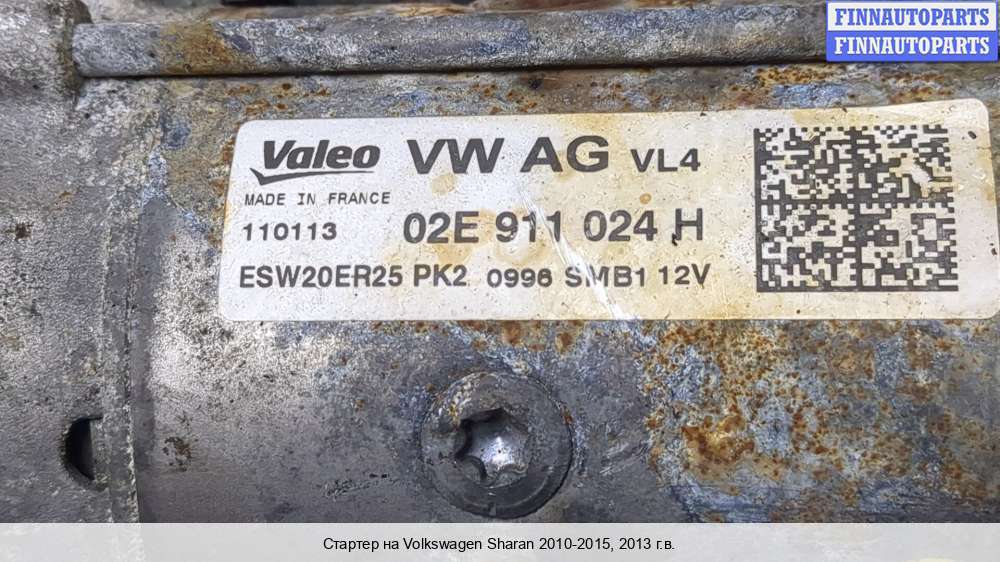 FINNAUTOPARTS
FINNAUTOPARTS
Valeo VW AG VL4
MADE IN FRANCE
110113 02E 911 024 H
ESW20ER25 PK2 0996 SMB1 12V
Стартер на Volkswagen Sharan 2010-2015, 2013 г.в.